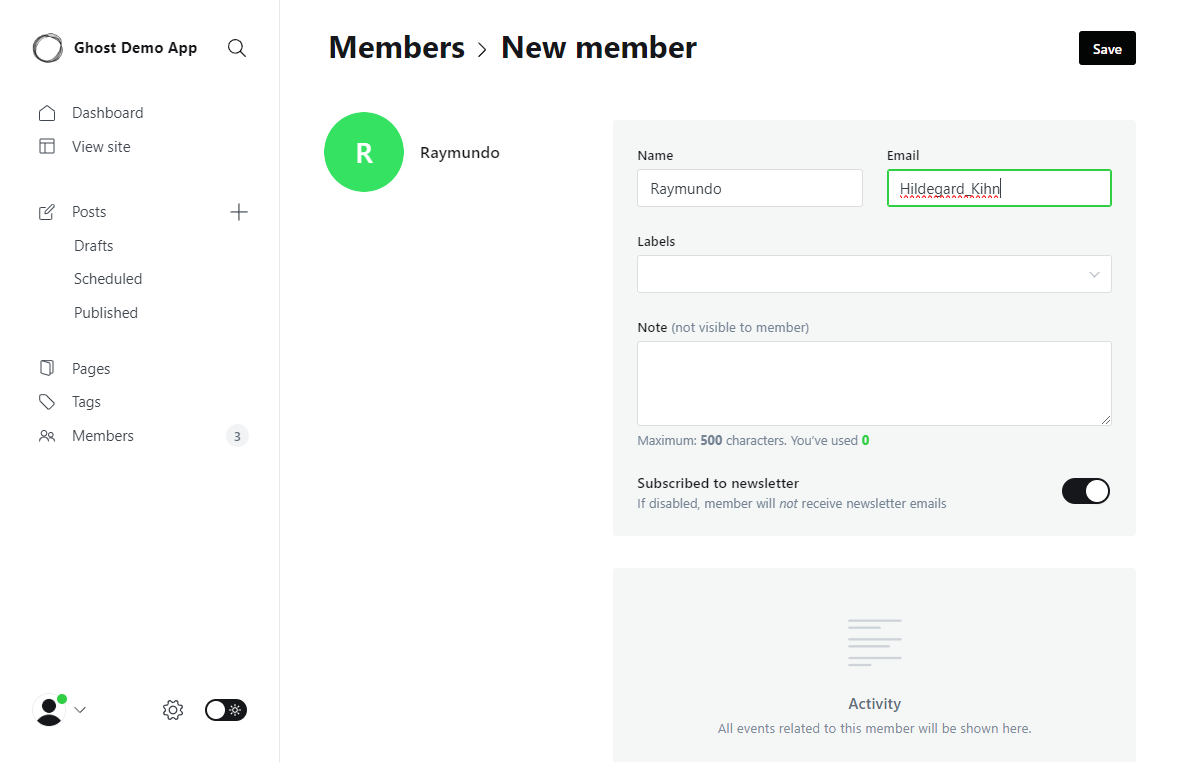 Ghost Demo App
Dashboard
View site
Posts
Drafts
Scheduled
Published
Pages
Tags
Members 3
Members > New member
Save
R Raymundo
Name Email
Raymundo Hildegard_Kihn
Labels
Note (not visible to member)
Maximum: 500 characters. You've used 0
Subscribed to newsletter
If disabled, member will not receive newsletter emails
Activity
All events related to this member will be shown here.